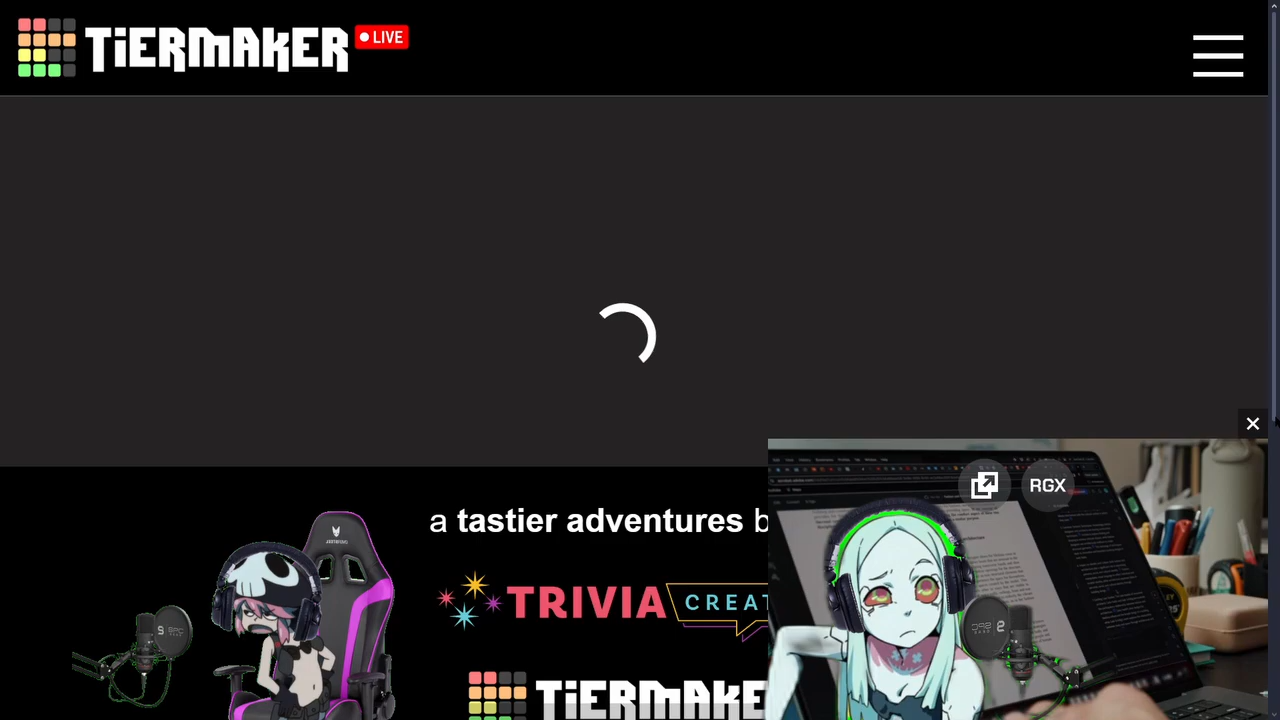 TiERMAKER
LIVE
RGX
a tastier adventures b
TRIVIA CREAT
TiERMAKE